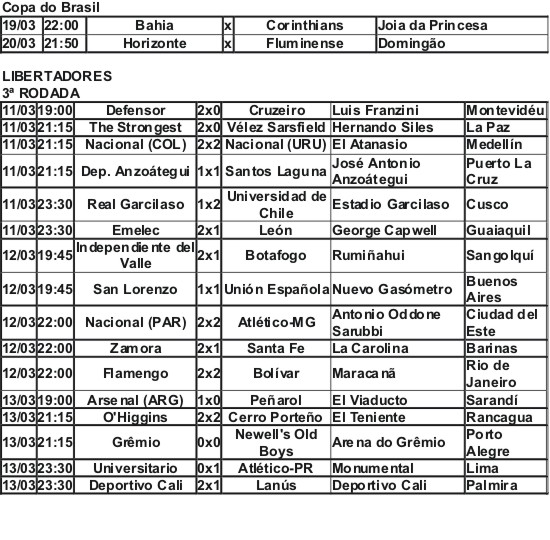 Copa do Brasil
19/03 22:00 Bahia x Corinthians Joia da Princesa
20/03 21:50 Horizonte x Fluminense Domingão
LIBERTADORES
3ª RODADA
11/03 19:00 Defensor 2x0 Cruzeiro Luis Franzini Montevidéu
11/03 21:15 The Strongest 2x0 Vélez Sarsfield Hernando Siles La Paz
11/03 21:15 Nacional (COL) 2x2 Nacional (URU) El Atanasio Medellín
11/03 21:15 Dep. Anzoátegui 1x1 Santos Laguna José Antonio Anzoátegui Puerto La Cruz
11/03 23:30 Real Garcilaso 1x2 Universidad de Chile Estadio Garcilaso Cusco
11/03 23:30 Emelec 2x1 León George Capwell Guaiaquil
12/03 19:45 Independiente del Valle 2x1 Botafogo Rumiñahui Sangolquí
12/03 19:45 San Lorenzo 1x1 Unión Española Nuevo Gasómetro Buenos Aires
12/03 22:00 Nacional (PAR) 2x2 Atlético-MG Antonio Oddone Sarubbi Ciudad del Este
12/03 22:00 Zamora 2x1 Santa Fe La Carolina Barinas
12/03 22:00 Flamengo 2x2 Bolívar Maracanã Rio de Janeiro
13/03 19:00 Arsenal (ARG) 1x0 Peñarol El Viaducto Sarandí
13/03 21:15 O'Higgins 2x2 Cerro Porteño El Teniente Rancagua
13/03 21:15 Grêmio 0x0 Newell's Old Boys Arena do Grêmio Porto Alegre
13/03 23:30 Universitario 0x1 Atlético-PR Monumental Lima
13/03 23:30 Deportivo Cali 2x1 Lanús Deportivo Cali Palmira